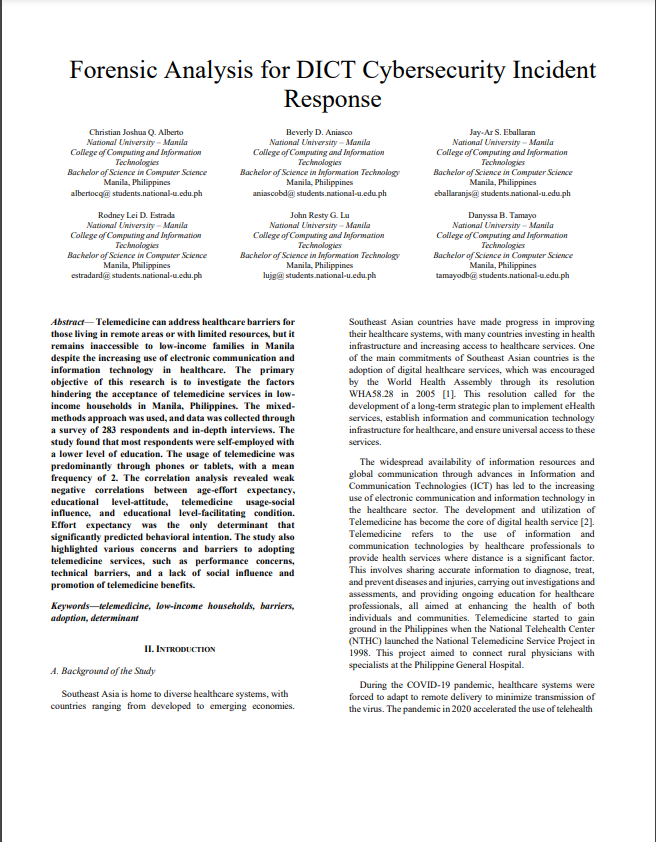 Forensic Analysis for DICT Cybersecurity Incident
Response
Christian Joshua Q. Alberto
National University – Manila
College of Computing and Information
Technologies
Bachelor of Science in Computer Science
Manila, Philippines
albertocq@ students.national-u.edu.ph
Beverly D. Aniasco
National University – Manila
College of Computing and Information
Technologies
Bachelor of Science in Information Technology
Manila, Philippines
aniascobd@ students.national-u.edu.ph
Jay-Ar S. Eballaran
National University – Manila
College of Computing and Information
Technologies
Bachelor of Science in Computer Science
Manila, Philippines
eballaranjs@ students.national-u.edu.ph
Rodney Lei D. Estrada
National University – Manila
College of Computing and Information
Technologies
Bachelor of Science in Computer Science
Manila, Philippines
estradard@ students.national-u.edu.ph
John Resty G. Lu
National University – Manila
College of Computing and Information
Technologies
Bachelor of Science in Information Technology
Manila, Philippines
lujg@ students.national-u.edu.ph
Danyssa B. Tamayo
National University – Manila
College of Computing and Information
Technologies
Bachelor of Science in Computer Science
Manila, Philippines
tamayodb@ students.national-u.edu.ph
Abstract— Telemedicine can address healthcare barriers for
those living in remote areas or with limited resources, but it
remains inaccessible to low-income families in Manila
despite the increasing use of electronic communication and
information technology in healthcare. The primary
objective of this research is to investigate the factors
hindering the acceptance of telemedicine services in low-
income households in Manila, Philippines. The mixed-
methods approach was used, and data was collected through
a survey of 283 respondents and in-depth interviews. The
study found that most respondents were self-employed with
a lower level of education. The usage of telemedicine was
predominantly through phones or tablets, with a mean
frequency of 2. The correlation analysis revealed weak
negative correlations between age-effort expectancy,
educational level-attitude, telemedicine usage-social
influence, and educational level-facilitating condition.
Effort expectancy was the only determinant that
significantly predicted behavioral intention. The study also
highlighted various concerns and barriers to adopting
telemedicine services, such as performance concerns,
technical barriers, and a lack of social influence and
promotion of telemedicine benefits.
Keywords—telemedicine, low-income households, barriers,
adoption, determinant
II. INTRODUCTION
A. Background of the Study
Southeast Asia is home to diverse healthcare systems, with
countries ranging from developed to emerging economies.
Southeast Asian countries have made progress in improving
their healthcare systems, with many countries investing in health
infrastructure and increasing access to healthcare services. One
of the main commitments of Southeast Asian countries is the
adoption of digital healthcare services, which was encouraged
by the World Health Assembly through its resolution
WHA58.28 in 2005 [1]. This resolution called for the
development of a long-term strategic plan to implement eHealth
services, establish information and communication technology
infrastructure for healthcare, and ensure universal access to these
services.
The widespread availability of information resources and
global communication through advances in Information and
Communication Technologies (ICT) has led to the increasing
use of electronic communication and information technology in
the healthcare sector. The development and utilization of
Telemedicine has become the core of digital health service [2].
Telemedicine refers to the use of information and
communication technologies by healthcare professionals to
provide health services where distance is a significant factor.
This involves sharing accurate information to diagnose, treat,
and prevent diseases and injuries, carrying out investigations and
assessments, and providing ongoing education for healthcare
professionals, all aimed at enhancing the health of both
individuals and communities. Telemedicine started to gain
ground in the Philippines when the National Telehealth Center
(NTHC) launched the National Telemedicine Service Project in
1998. This project aimed to connect rural physicians with
specialists at the Philippine General Hospital.
During the COVID-19 pandemic, healthcare systems were
forced to adapt to remote delivery to minimize transmission of
the virus. The pandemic in 2020 accelerated the use of telehealth